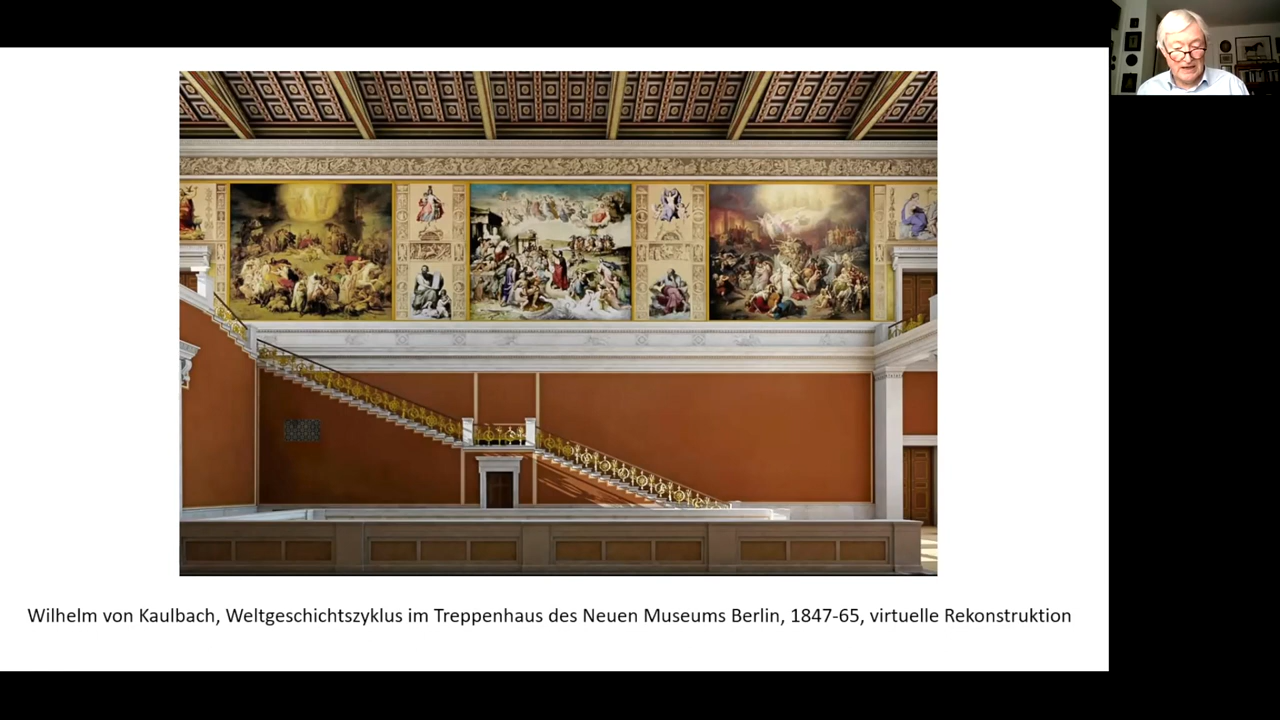 Wilhelm von Kaulbach, Weltgeschichtszyklus im Treppenhaus des Neuen Museums Berlin, 1847-65, virtuelle Rekonstruktion